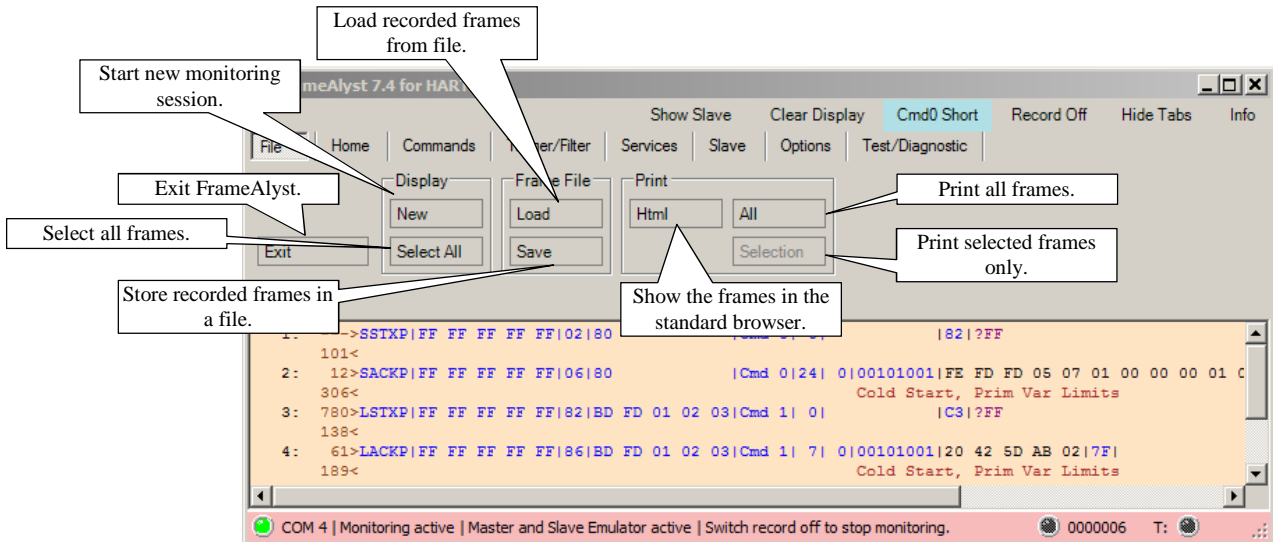 Load recorded frames
from file.
Start new monitoring
session.
meAlyst 7.4 for HART
Show Slave Clear Display Cmd0 Short Record Off Hide Tabs Info
File Home Commands /Filter Services Slave Options Test/Diagnostic
Exit FrameAlyst.
Display Frame File Print
Print all frames.
New Load Html All
Select all frames.
Exit Select All Save Selection
Print selected frames
only.
Store recorded frames in
a file.
Show the frames in the
standard browser.
1: -->SSTXP|FF FF FF FF FF|02|80 |Cmd 0| 0| |82|?FF
101<
2: 12>SACKP|FF FF FF FF FF|06|80 |Cmd 0|24| 0|00101001|FE FD FD 05 07 01 00 00 00 01
306< Cold Start, Prim Var Limits
3: 780>LSTXP|FF FF FF FF FF|82|BD FD 01 02 03|Cmd 1| 0| |C3|?FF
138<
4: 61>LACKP|FF FF FF FF FF|86|BD FD 01 02 03|Cmd 1| 7| 0|00101001|20 42 5D AB 02|7F|
189< Cold Start, Prim Var Limits
COM 4 | Monitoring active | Master and Slave Emulator active | Switch record off to stop monitoring. 0000006 T: